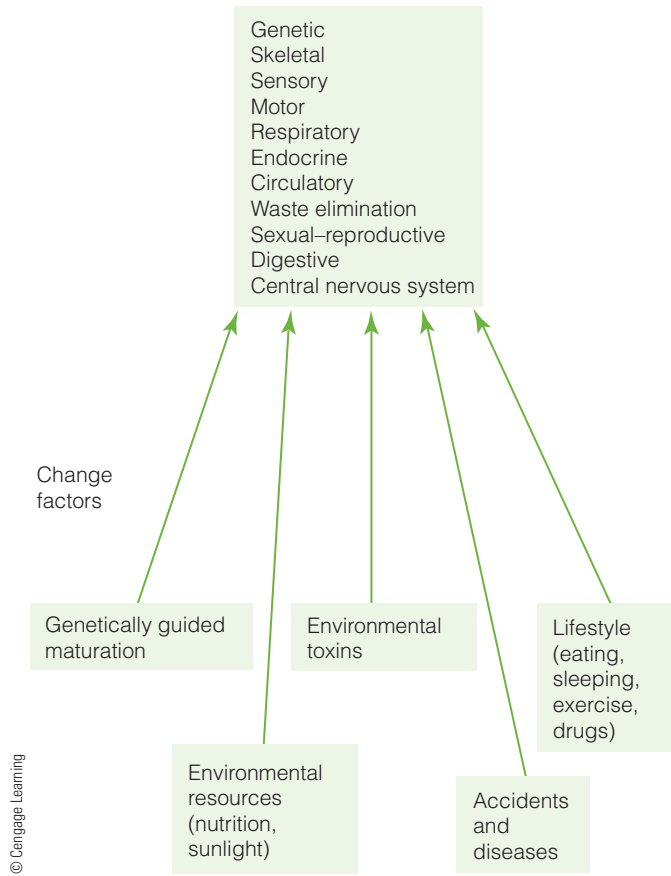 Genetic
Skeletal
Sensory
Motor
Respiratory
Endocrine
Circulatory
Waste elimination
Sexual–reproductive
Digestive
Central nervous system
Change
factors
Genetically guided
maturation
Environmental
toxins
Lifestyle
(eating,
sleeping,
exercise,
drugs)
Environmental
resources
(nutrition,
sunlight)
Accidents
and
diseases
© Cengage Learning